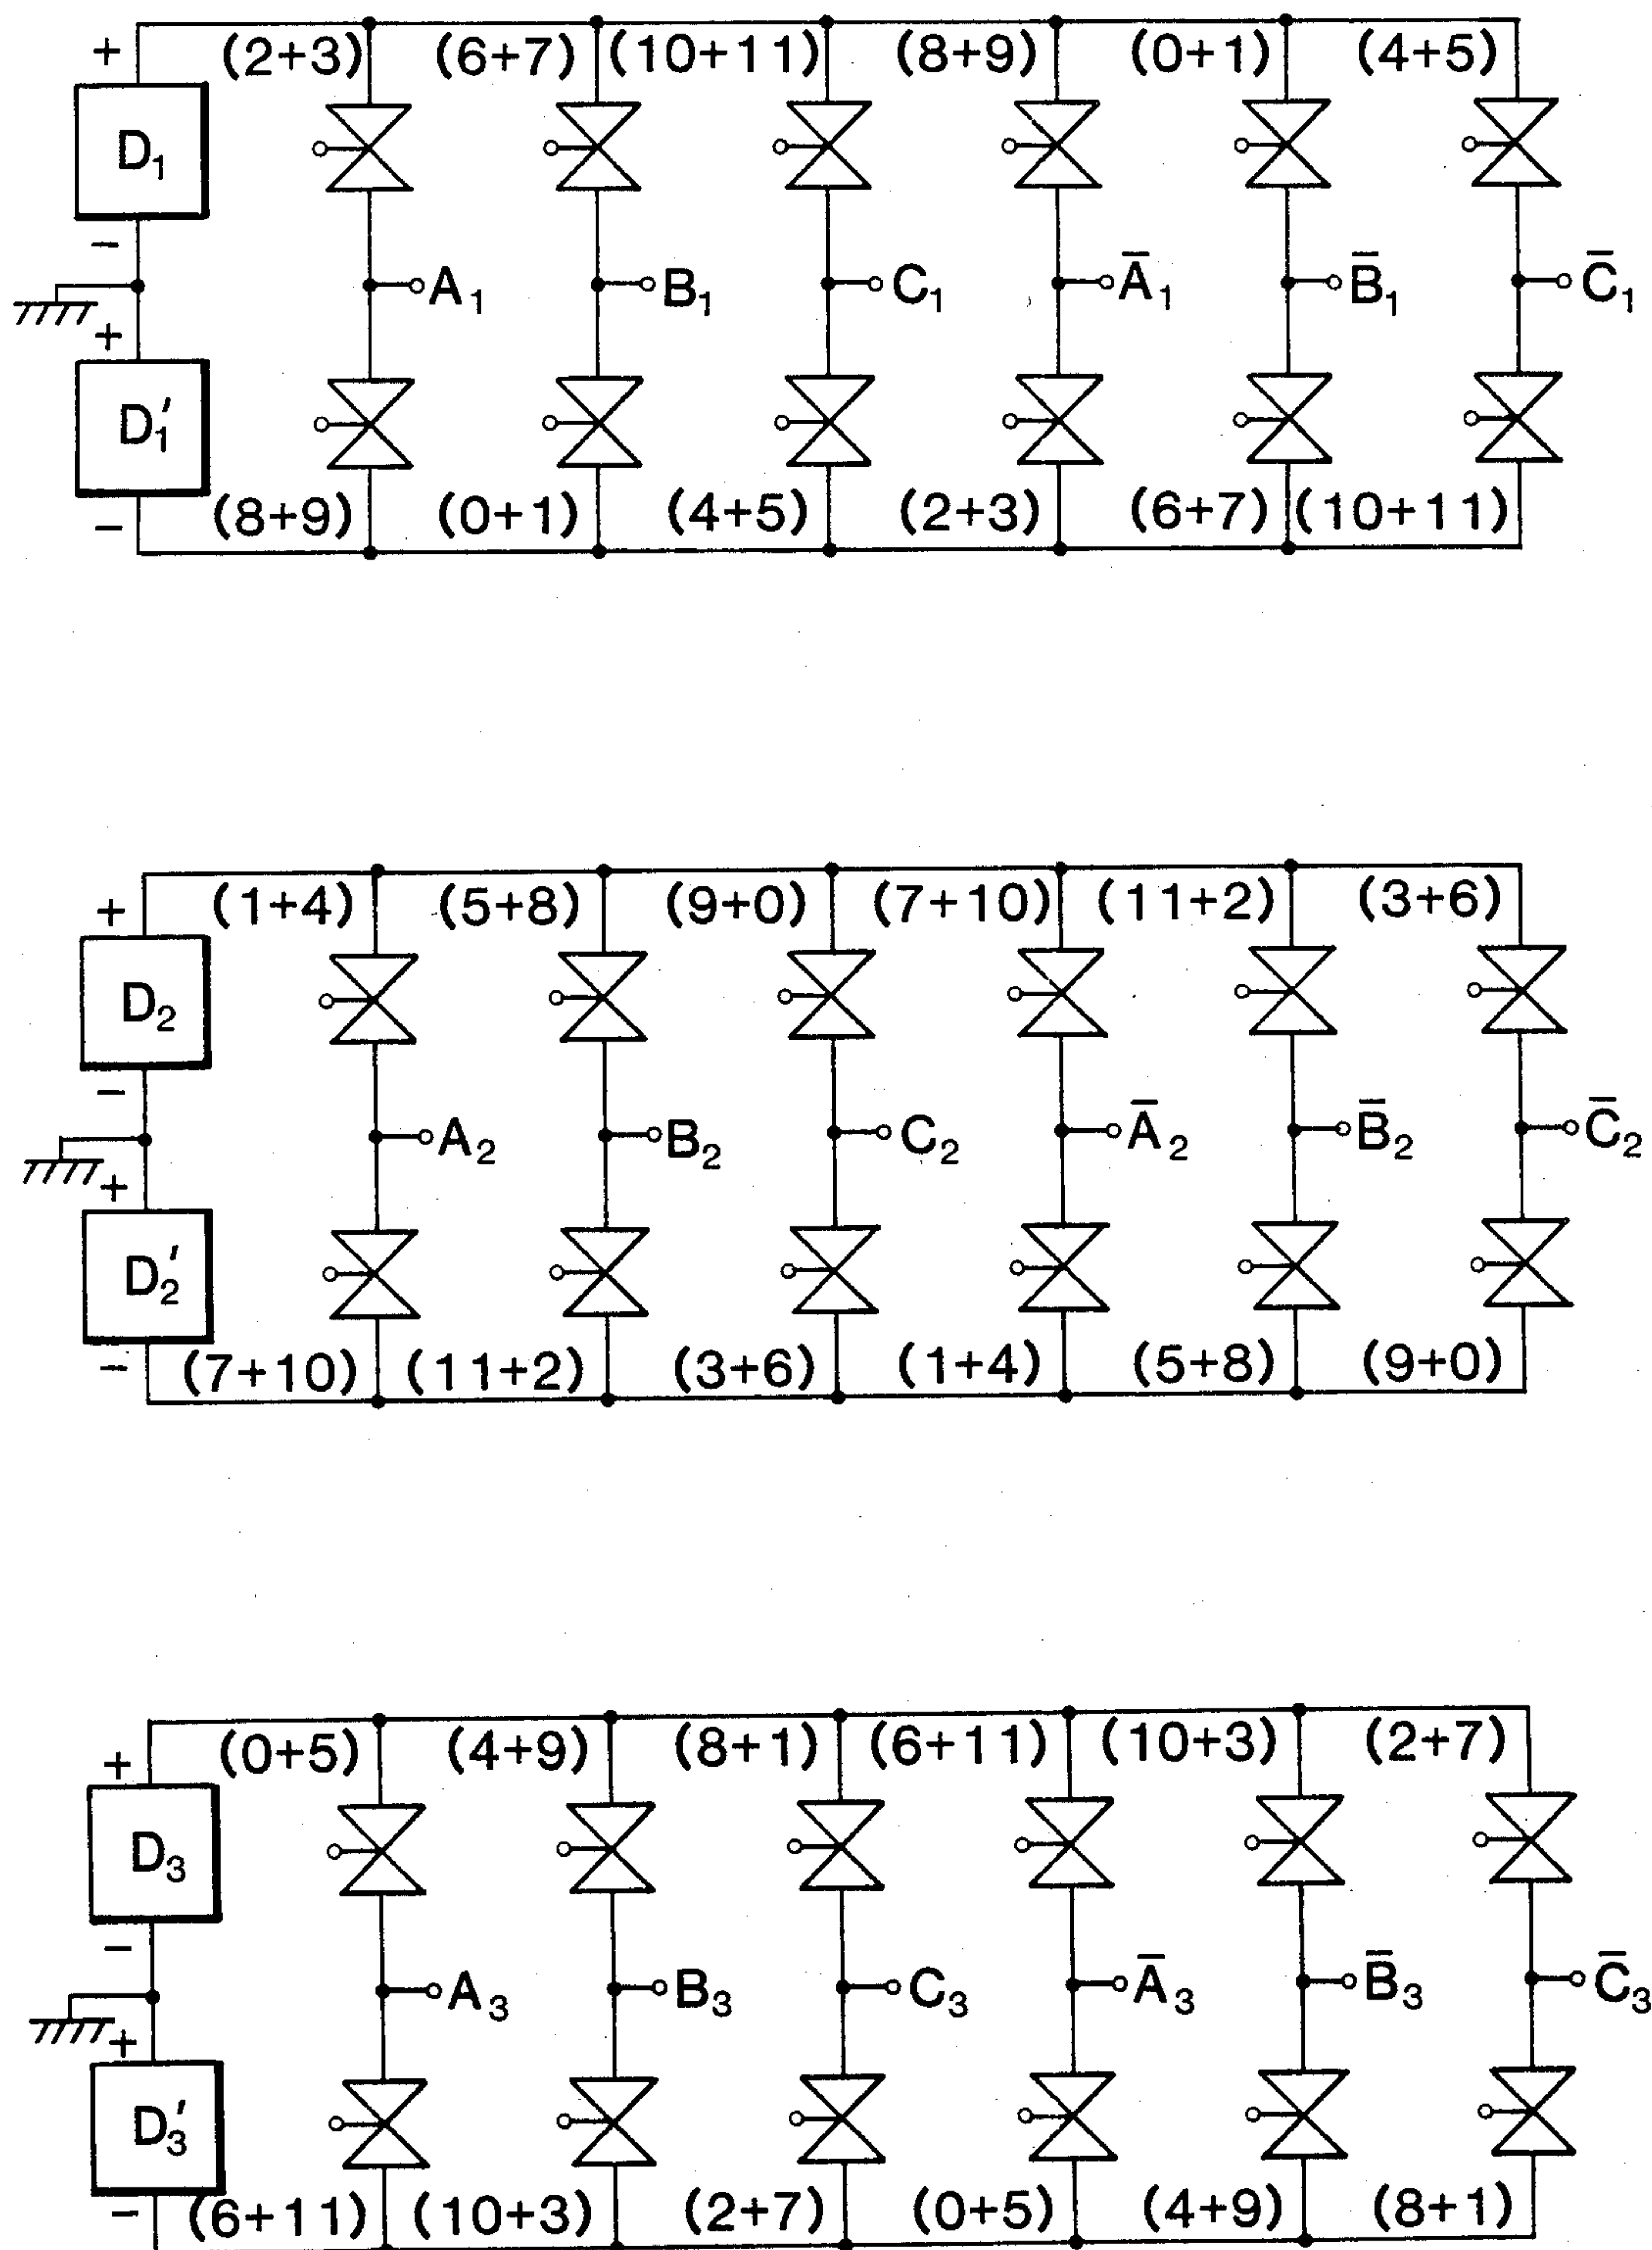 + (2+3) (6+7) (10+11) (8+9) (0+1) (4+5)
D₁
−
A₁ B₁ C₁ A̅₁ B̅₁ C̅₁
+
D₁′
− (8+9) (0+1) (4+5) (2+3) (6+7) (10+11)
+ (1+4) (5+8) (9+0) (7+10) (11+2) (3+6)
D₂
−
A₂ B₂ C₂ A̅₂ B̅₂ C̅₂
+
D₂′
− (7+10) (11+2) (3+6) (1+4) (5+8) (9+0)
+ (0+5) (4+9) (8+1) (6+11) (10+3) (2+7)
D₃
−
A₃ B₃ C₃ A̅₃ B̅₃ C̅₃
+
D₃′
− (6+11) (10+3) (2+7) (0+5) (4+9) (8+1)